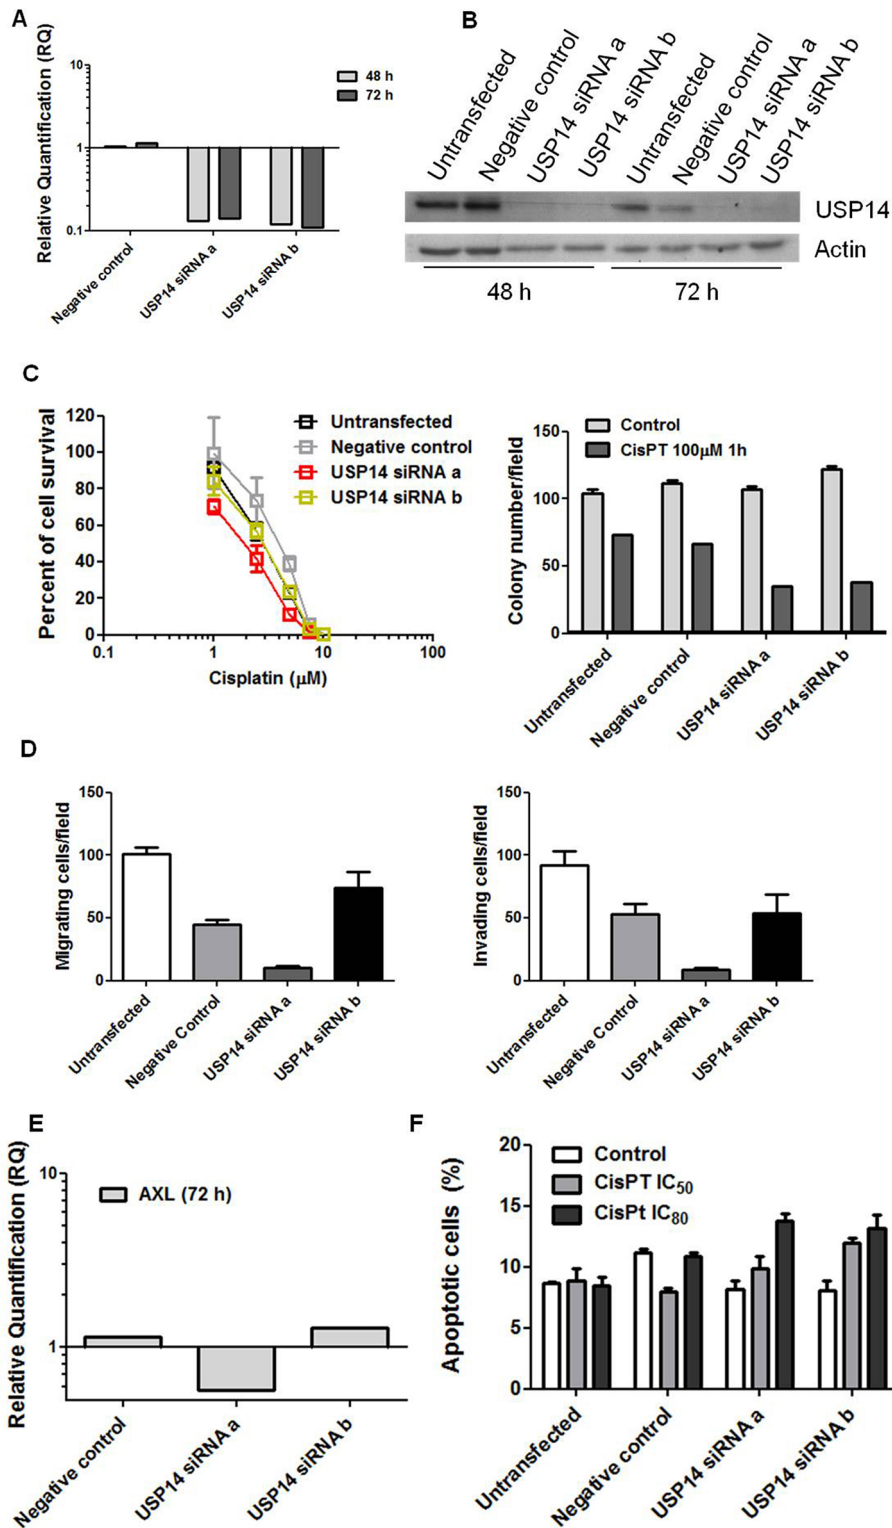 A
Relative Quantification (RQ)
10
1
0.1
48 h
72 h
Negative control
USP14 siRNA a
USP14 siRNA b
B
Untransfected
Negative control
USP14 siRNA a
USP14 siRNA b
Untransfected
Negative control
USP14 siRNA a
USP14 siRNA b
USP14
Actin
48 h
72 h
C
Percent of cell survival
120
100
80
60
40
20
0
0.1
1
10
100
Cisplatin (μM)
Untransfected
Negative control
USP14 siRNA a
USP14 siRNA b
Colony number/field
150
100
50
0
Control
CisPT 100μM 1h
Untransfected
Negative control
USP14 siRNA a
USP14 siRNA b
D
Migrating cells/field
150
100
50
0
Untransfected
Negative Control
USP14 siRNA a
USP14 siRNA b
Invading cells/field
150
100
50
0
Untransfected
Negative Control
USP14 siRNA a
USP14 siRNA b
E
Relative Quantification (RQ)
10
1
AXL (72 h)
Negative control
USP14 siRNA a
USP14 siRNA b
F
Apoptotic cells (%)
20
15
10
5
0
Control
CisPT IC50
CisPt IC80
Untransfected
Negative control
USP14 siRNA a
USP14 siRNA b